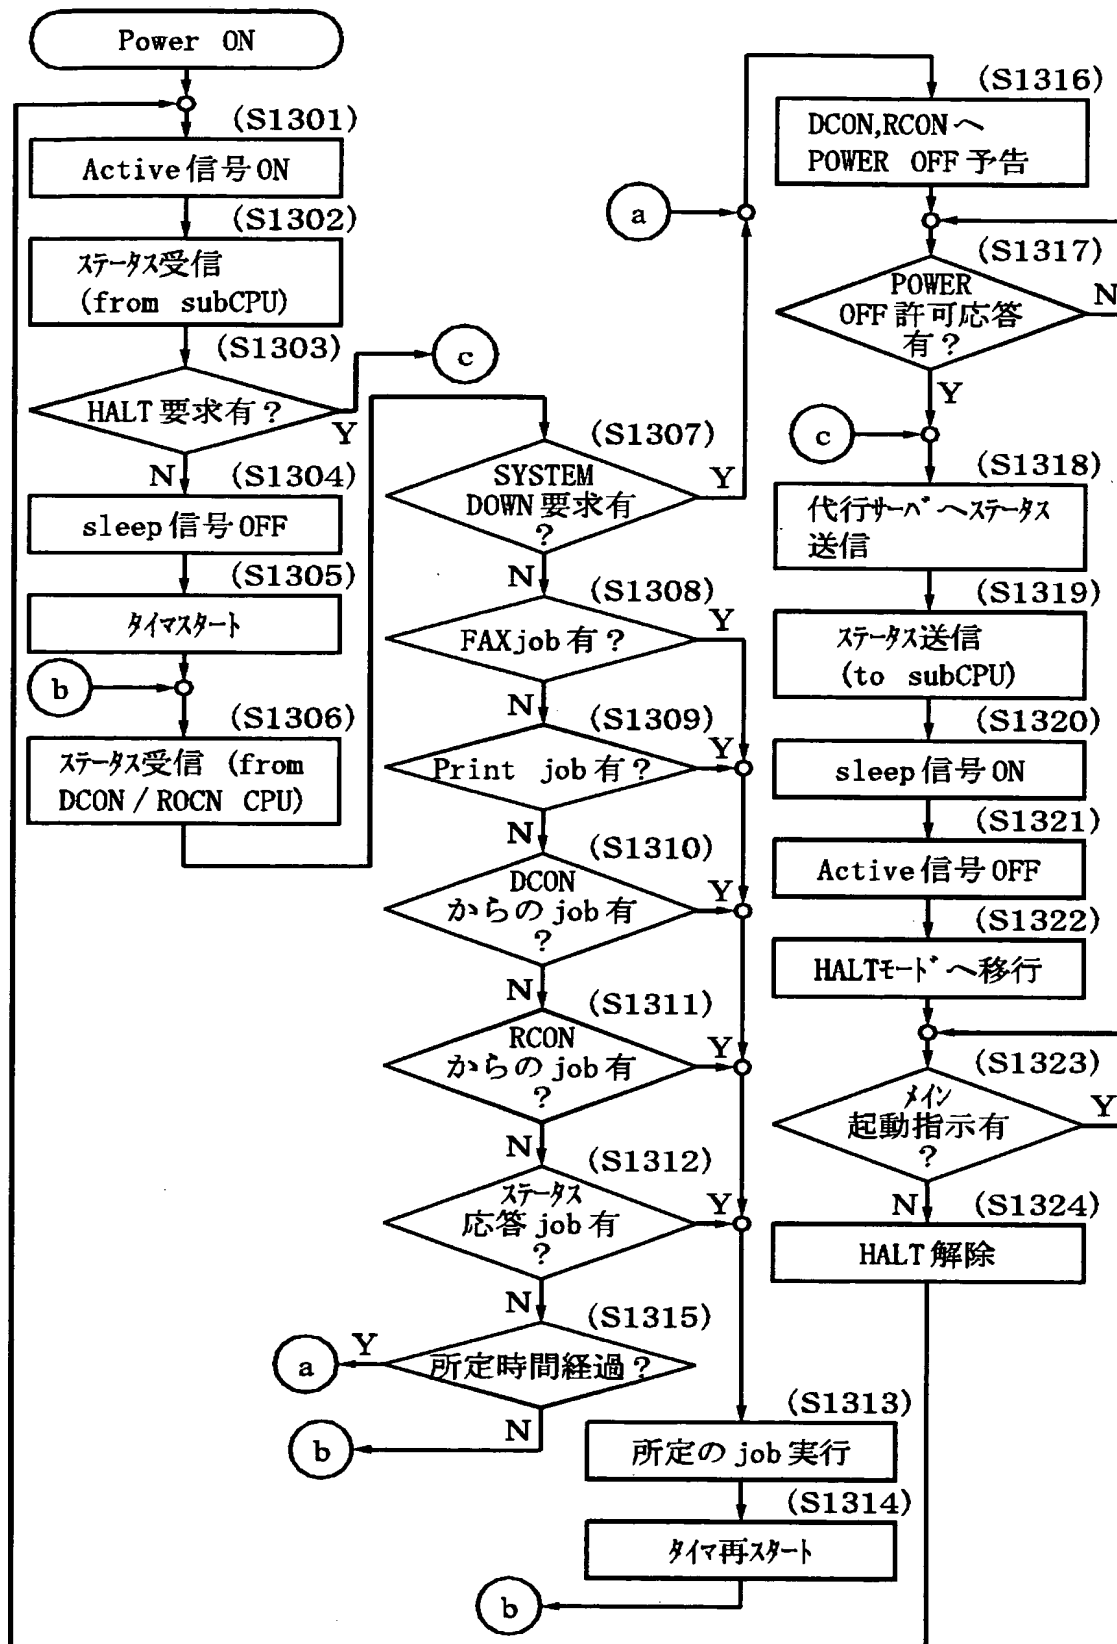 Power ON
(S1301)
Active信号ON
(S1302)
ステータス受信
(from subCPU)
(S1303)
c
HALT要求有?
Y
N
(S1304)
sleep信号OFF
(S1305)
タイマスタート
b
(S1306)
ステータス受信 (from
DCON/ROCN CPU)
(S1307)
SYSTEM
DOWN要求有
?
Y
N
(S1308)
FAXjob有?
Y
N
(S1309)
Print job有?
Y
N
(S1310)
DCON
からのjob有
?
Y
N
(S1311)
RCON
からのjob有
?
Y
N
(S1312)
ステータス
応答job有
?
Y
N
(S1315)
所定時間経過?
Y
a
N
b
(S1313)
所定のjob実行
(S1314)
タイマ再スタート
b
(S1316)
DCON,RCONへ
POWER OFF予告
a
(S1317)
POWER
OFF許可応答
有?
N
Y
c
(S1318)
代行サーバへステータス
送信
(S1319)
ステータス送信
(to subCPU)
(S1320)
sleep信号ON
(S1321)
Active信号OFF
(S1322)
HALTモードへ移行
(S1323)
メイン
起動指示有
?
Y
N
(S1324)
HALT解除